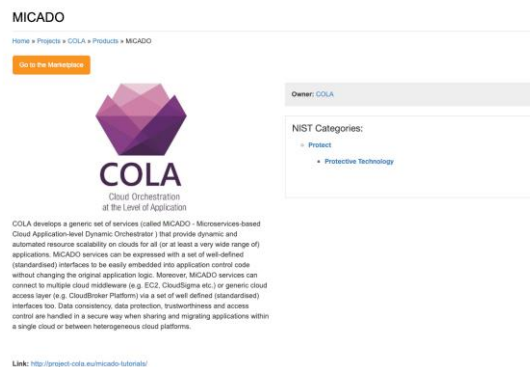 MICADO
Home » Projects » COLA » Products » MiCADO
Go to the Marketplace
Owner: COLA
NIST Categories:
Protect
Protective Technology
COLA
Cloud Orchestration
at the Level of Application
COLA develops a generic set of services (called MiCADO - Microservices-based
Cloud Application-level Dynamic Orchestrator ) that provide dynamic and
automated resource scalability on clouds for all (or at least a very wide range of)
applications. MiCADO services can be expressed with a set of well-defined
(standardised) interfaces to be easily embedded into application control code
without changing the original application logic. Moreover, MiCADO services can
connect to multiple cloud middleware (e.g. EC2, CloudSigma etc.) or generic cloud
access layer (e.g. CloudBroker Platform) via a set of well defined (standardised)
interfaces too. Data consistency, data protection, trustworthiness and access
control are handled in a secure way when sharing and migrating applications within
a single cloud or between heterogeneous cloud platforms.
Link: http://project-cola.eu/micado-tutorials/